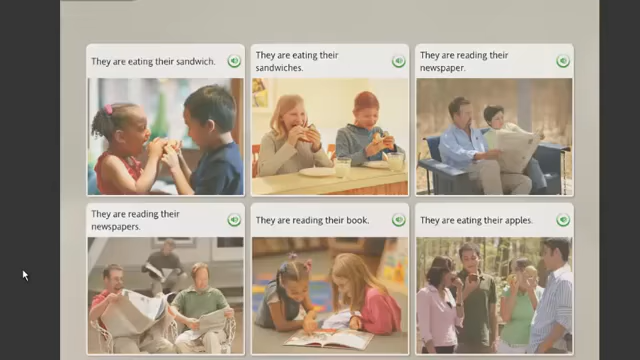 They are eating their sandwich.
They are eating their
sandwiches.
They are reading their
newspaper.
They are reading their
newspapers.
They are reading their book.
They are eating their apples.